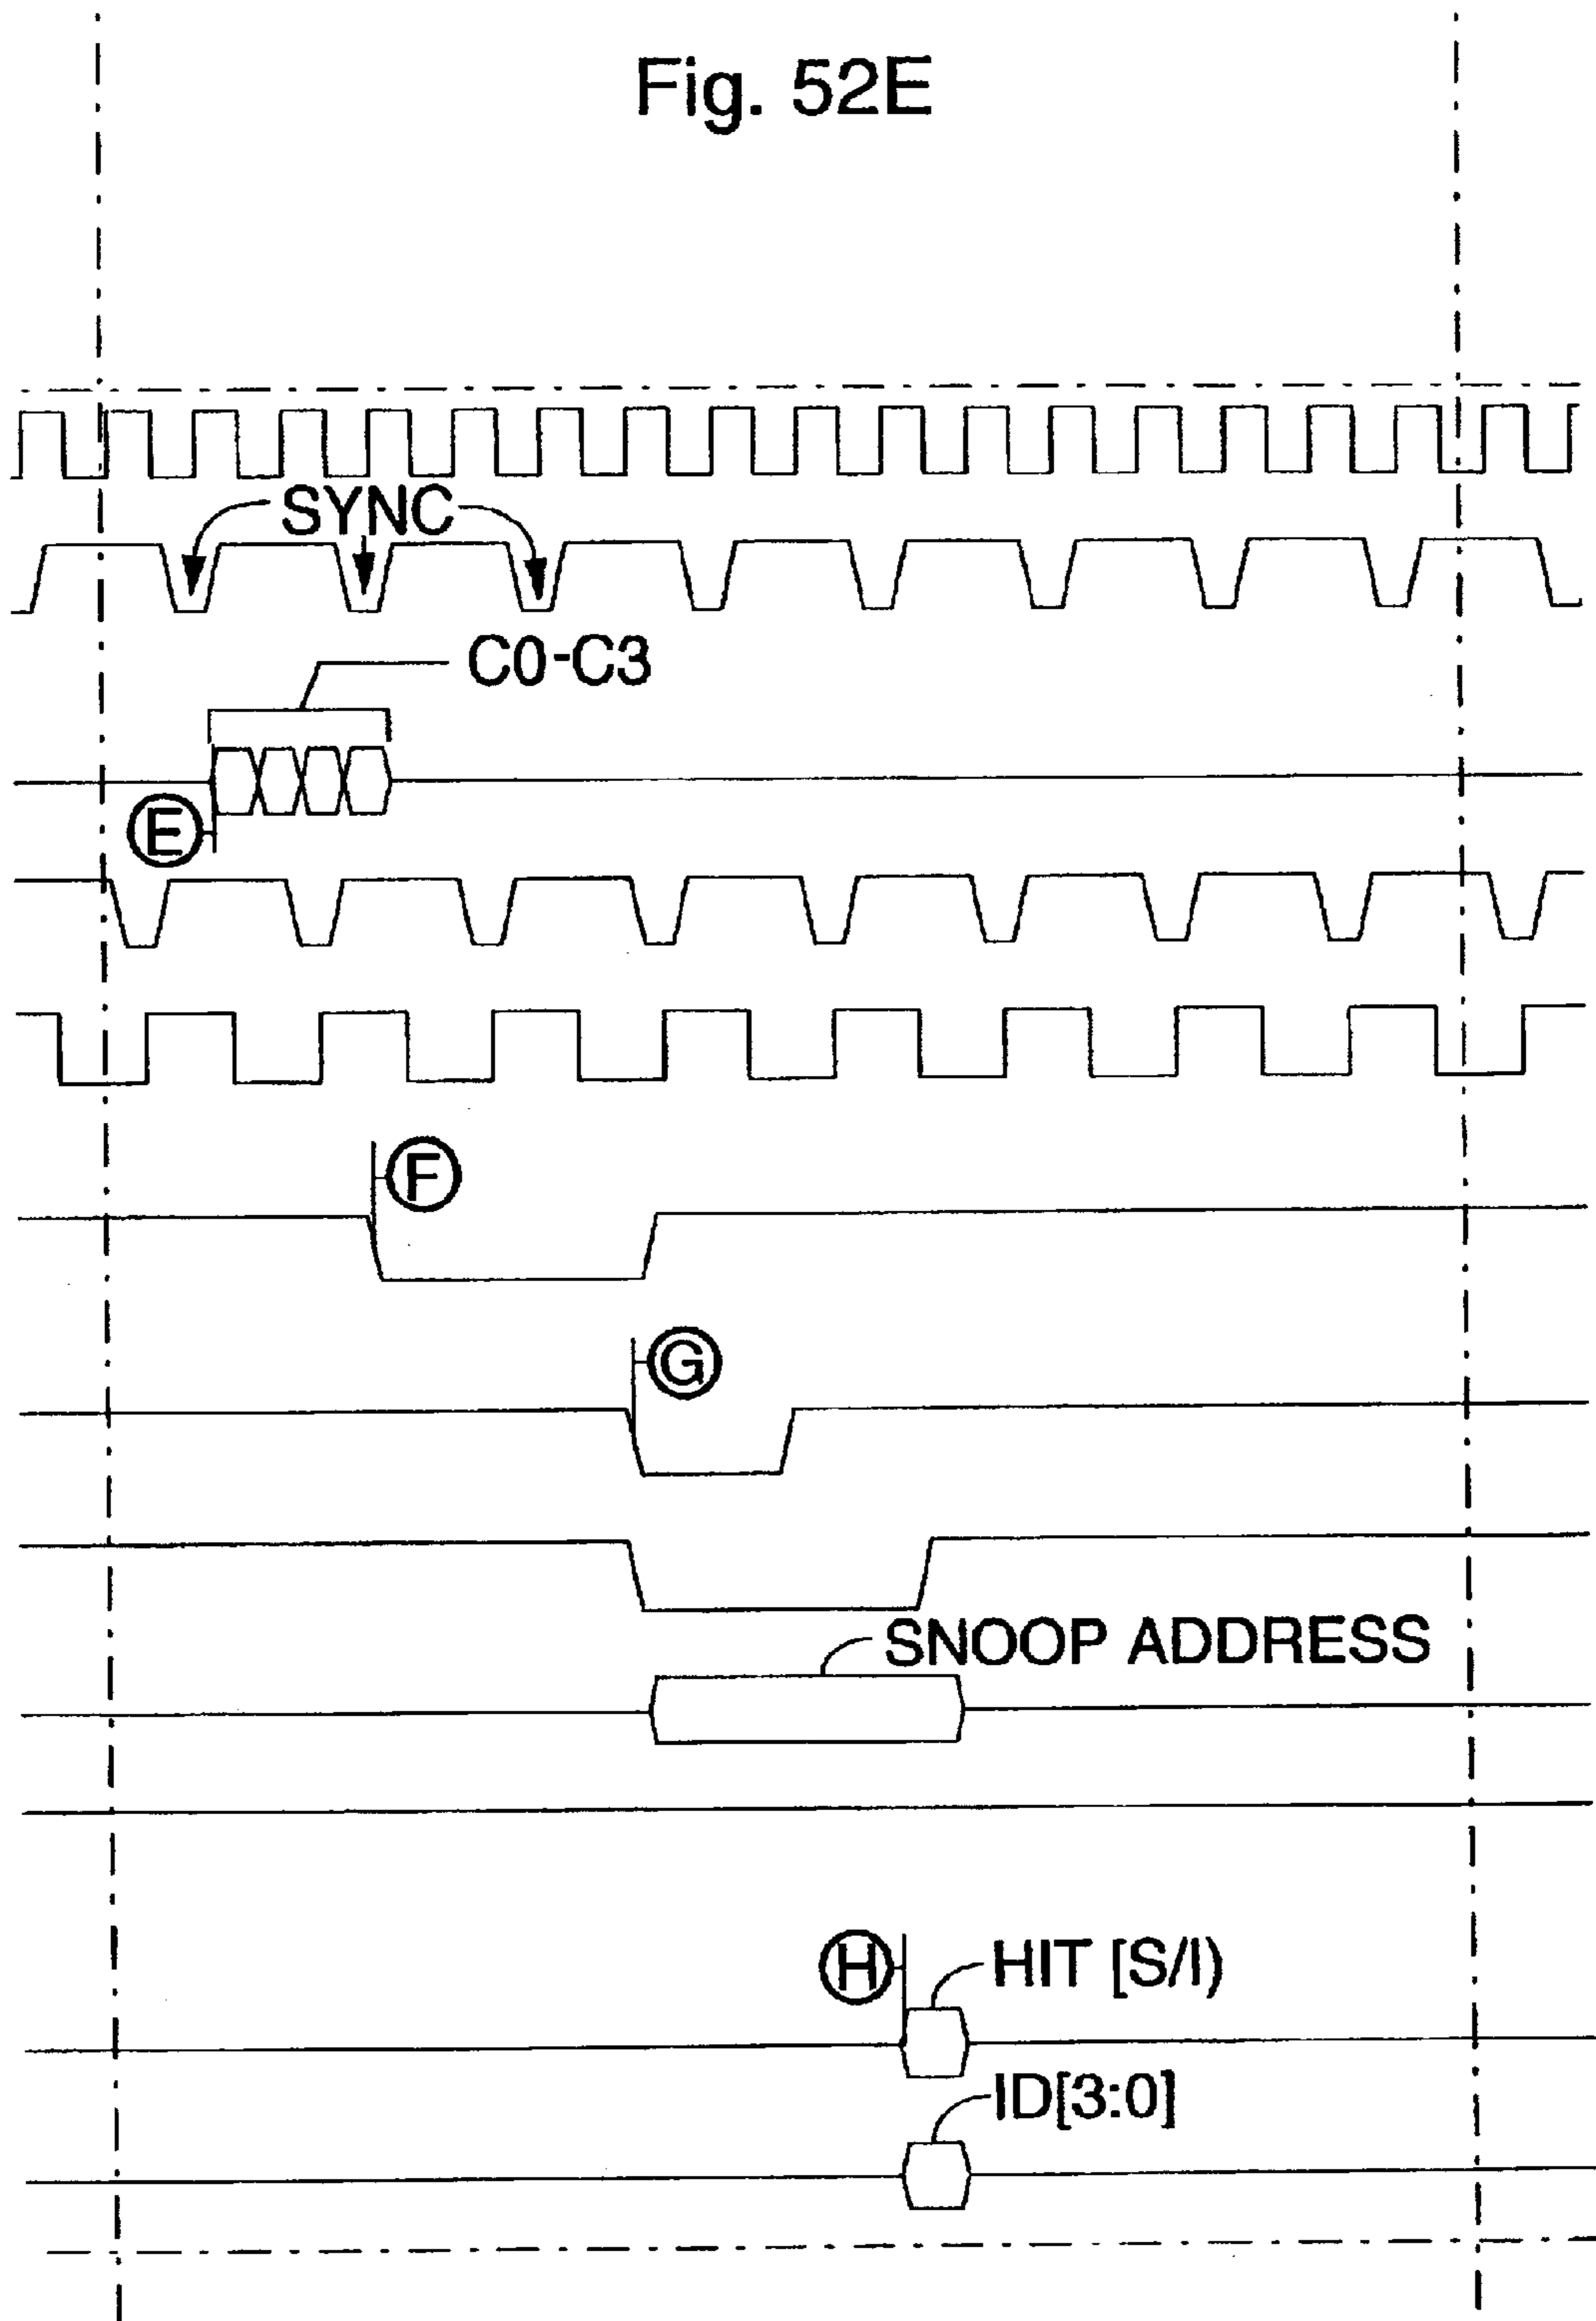 Fig. 52E
SYNC
C0-C3
E
F
G
SNOOP ADDRESS
H
HIT [S/I)
ID[3:0]